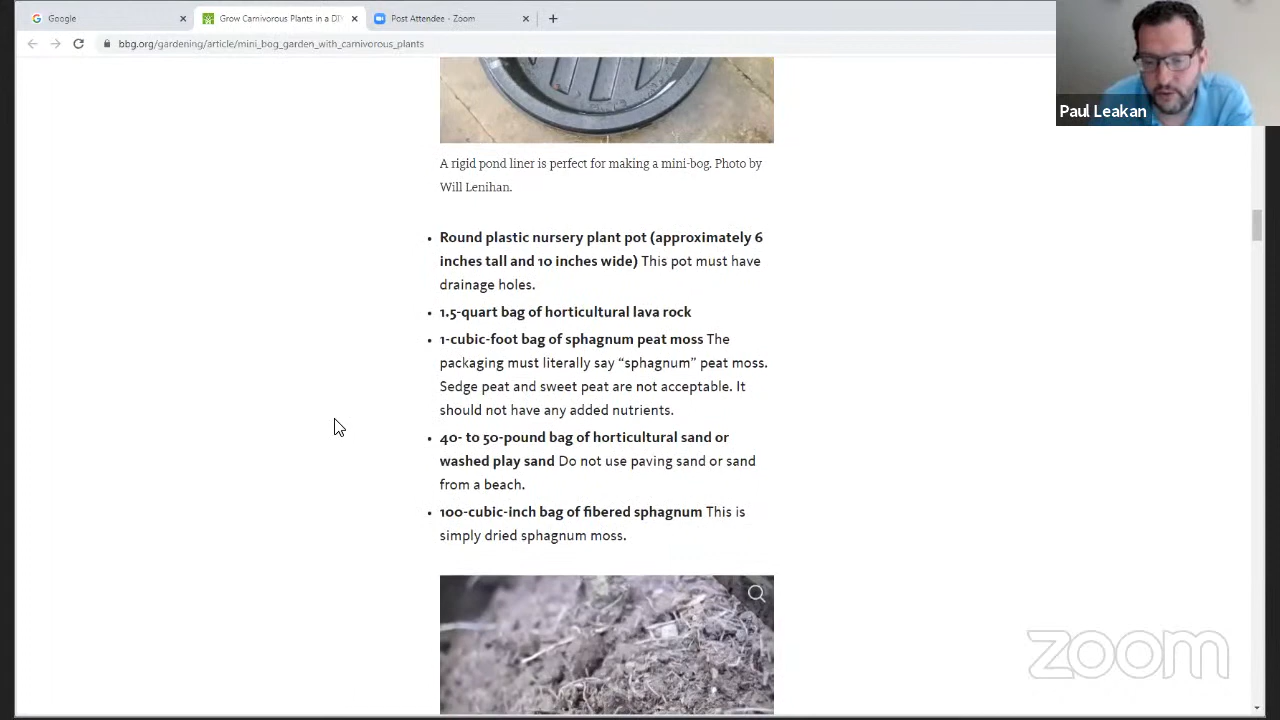 Google
Grow Carnivorous Plants in a DI
Post Attendee - Zoom
bbg.org/gardening/article/mini_bog_garden_with_carnivorous_plants
Paul Leakan
A rigid pond liner is perfect for making a mini-bog. Photo by
Will Lenihan.
• Round plastic nursery plant pot (approximately 6
inches tall and 10 inches wide) This pot must have
drainage holes.
• 1.5-quart bag of horticultural lava rock
• 1-cubic-foot bag of sphagnum peat moss The
packaging must literally say “sphagnum” peat moss.
Sedge peat and sweet peat are not acceptable. It
should not have any added nutrients.
• 40- to 50-pound bag of horticultural sand or
washed play sand Do not use paving sand or sand
from a beach.
• 100-cubic-inch bag of fibered sphagnum This is
simply dried sphagnum moss.
zoom